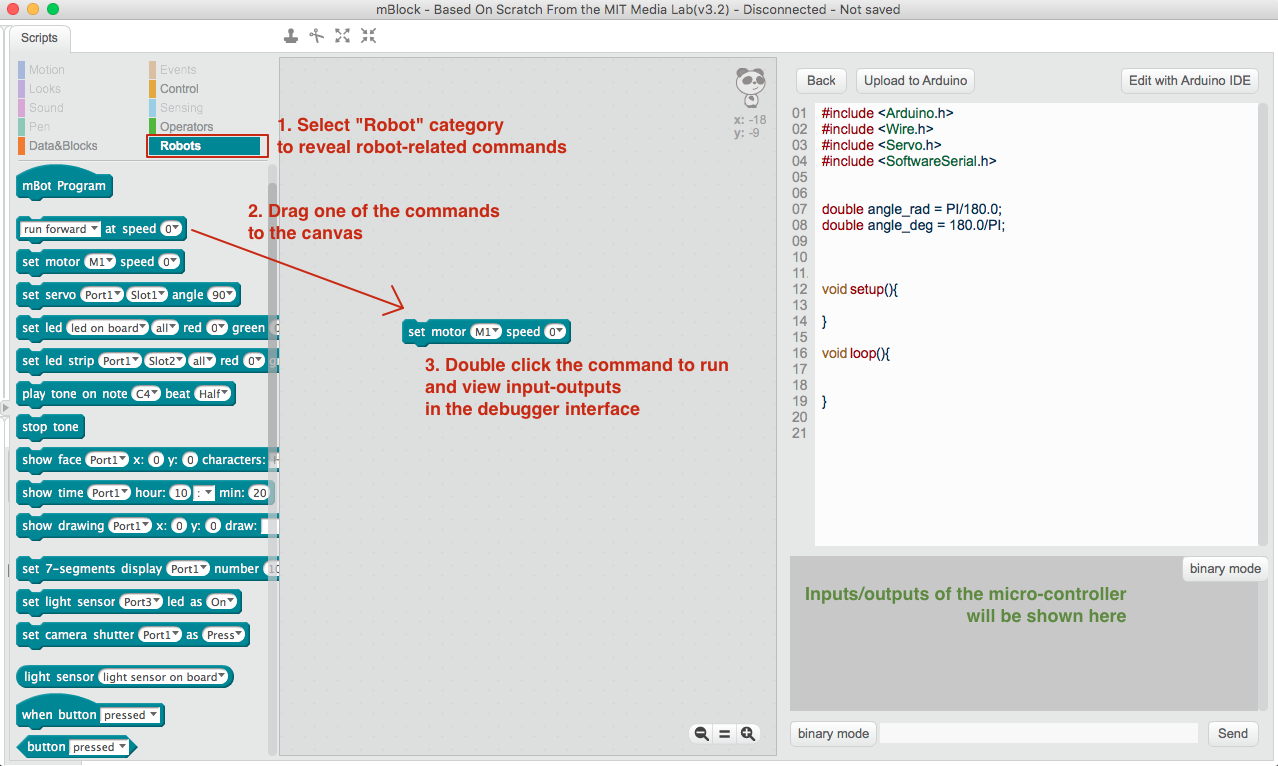 mBlock - Based On Scratch From the MIT Media Lab(v3.2) - Disconnected - Not saved
Scripts
Motion
Events
Looks
Control
Sound
Sensing
Pen
Operators
Data&Blocks
Robots
mBot Program
run forward at speed 0
set motor M1 speed 0
set servo Port1 Slot1 angle 90
set led led on board all red 0 green
set led strip Port1 Slot2 all red 0
play tone on note C4 beat Half
stop tone
show face Port1 x: 0 y: 0 characters:
show time Port1 hour: 10 : min: 20
show drawing Port1 x: 0 y: 0 draw:
set 7-segments display Port1 number
set light sensor Port3 led as On
set camera shutter Port1 as Press
light sensor light sensor on board
when button pressed
button pressed
1. Select "Robot" category
to reveal robot-related commands
2. Drag one of the commands
to the canvas
set motor M1 speed 0
3. Double click the command to run
and view input-outputs
in the debugger interface
x: -18
y: -9
Back
Upload to Arduino
Edit with Arduino IDE
01 #include <Arduino.h>
02 #include <Wire.h>
03 #include <Servo.h>
04 #include <SoftwareSerial.h>
05
06
07 double angle_rad = PI/180.0;
08 double angle_deg = 180.0/PI;
09
10
11
12 void setup(){
13
14 }
15
16 void loop(){
17
18
19 }
20
21
binary mode
Inputs/outputs of the micro-controller
will be shown here
binary mode
Send